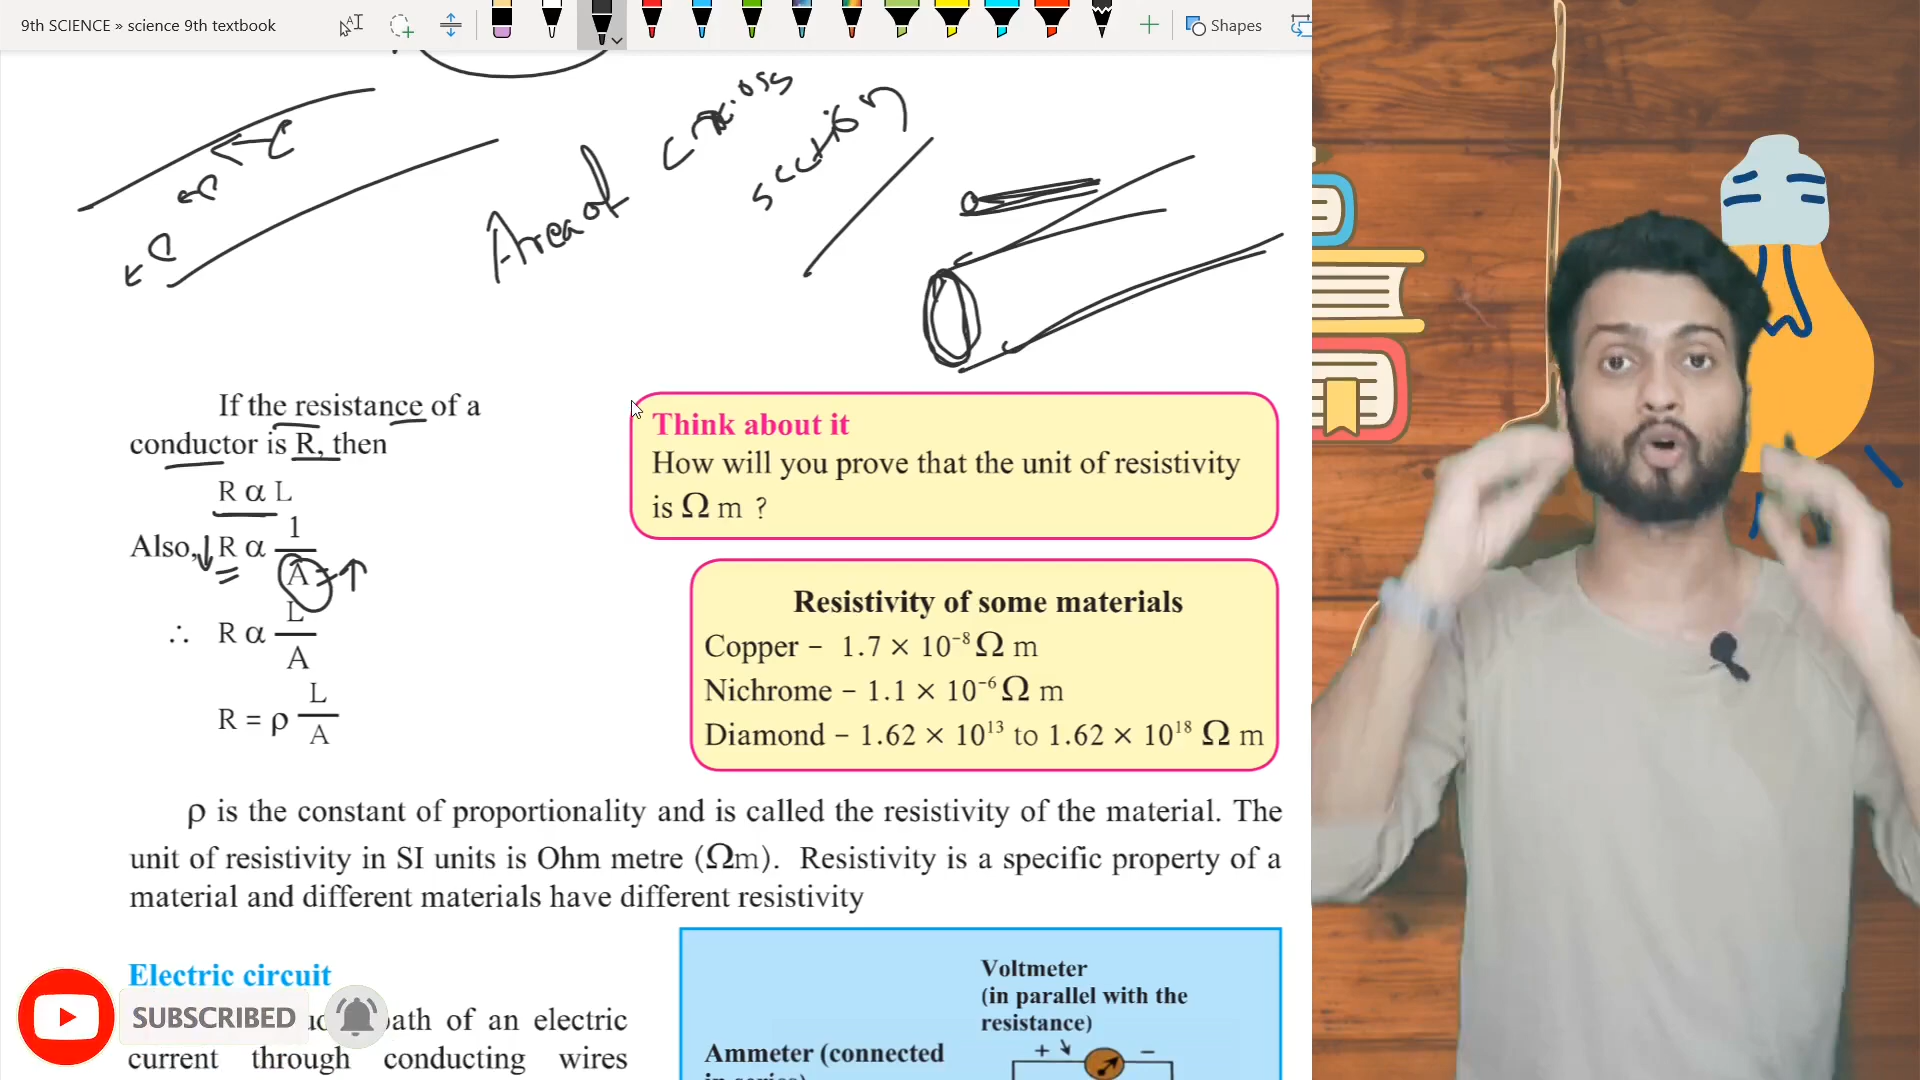 9th SCIENCE » science 9th textbook
Shapes
Area of cross
section
If the resistance of a
conductor is R, then
R α L
Also, R α 1/A
∴ R α L/A
R = ρ L/A
Think about it
How will you prove that the unit of resistivity
is Ω m ?
Resistivity of some materials
Copper - 1.7 × 10⁻⁸ Ω m
Nichrome - 1.1 × 10⁻⁶ Ω m
Diamond - 1.62 × 10¹³ to 1.62 × 10¹⁸ Ω m
ρ is the constant of proportionality and is called the resistivity of the material. The
unit of resistivity in SI units is Ohm metre (Ωm). Resistivity is a specific property of a
material and different materials have different resistivity
Electric circuit
SUBSCRIBED
path of an electric
current through conducting wires
Voltmeter
(in parallel with the
resistance)
+ −
Ammeter (connected
in series)